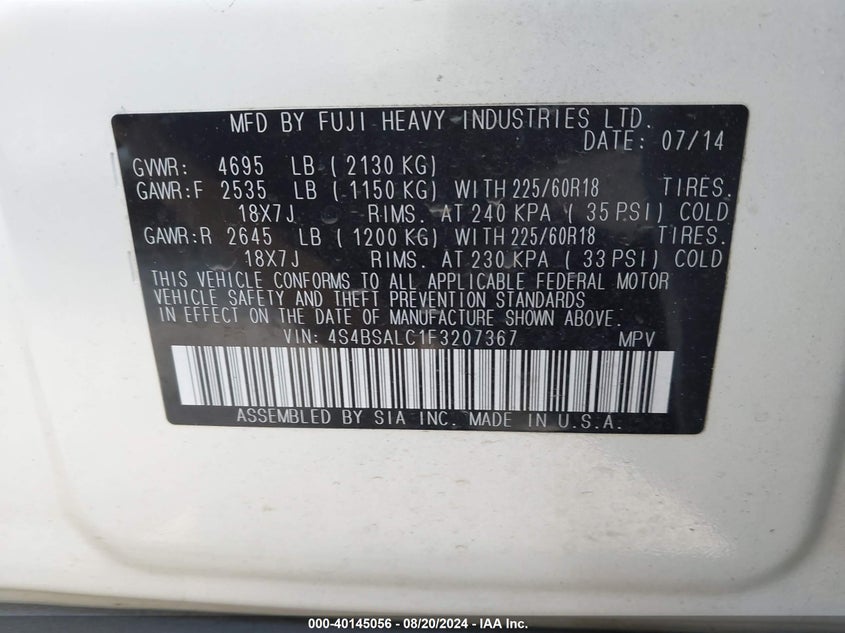 MFD BY FUJI HEAVY INDUSTRIES LTD.
DATE: 07/14
GVWR: 4695 LB ( 2130 KG)
GAWR:F 2535 LB ( 1150 KG) WITH 225/60R18 TIRES.
18X7J RIMS. AT 240 KPA ( 35 PSI) COLD
GAWR:R 2645 LB ( 1200 KG) WITH 225/60R18 TIRES.
18X7J RIMS. AT 230 KPA ( 33 PSI) COLD
THIS VEHICLE CONFORMS TO ALL APPLICABLE FEDERAL MOTOR
VEHICLE SAFETY AND THEFT PREVENTION STANDARDS
IN EFFECT ON THE DATE OF MANUFACTURE SHOWN ABOVE.
VIN: 4S4BSALC1F3207367 MPV
ASSEMBLED BY SIA INC. MADE IN U.S.A.
000-40145056 - 08/20/2024 - IAA Inc.